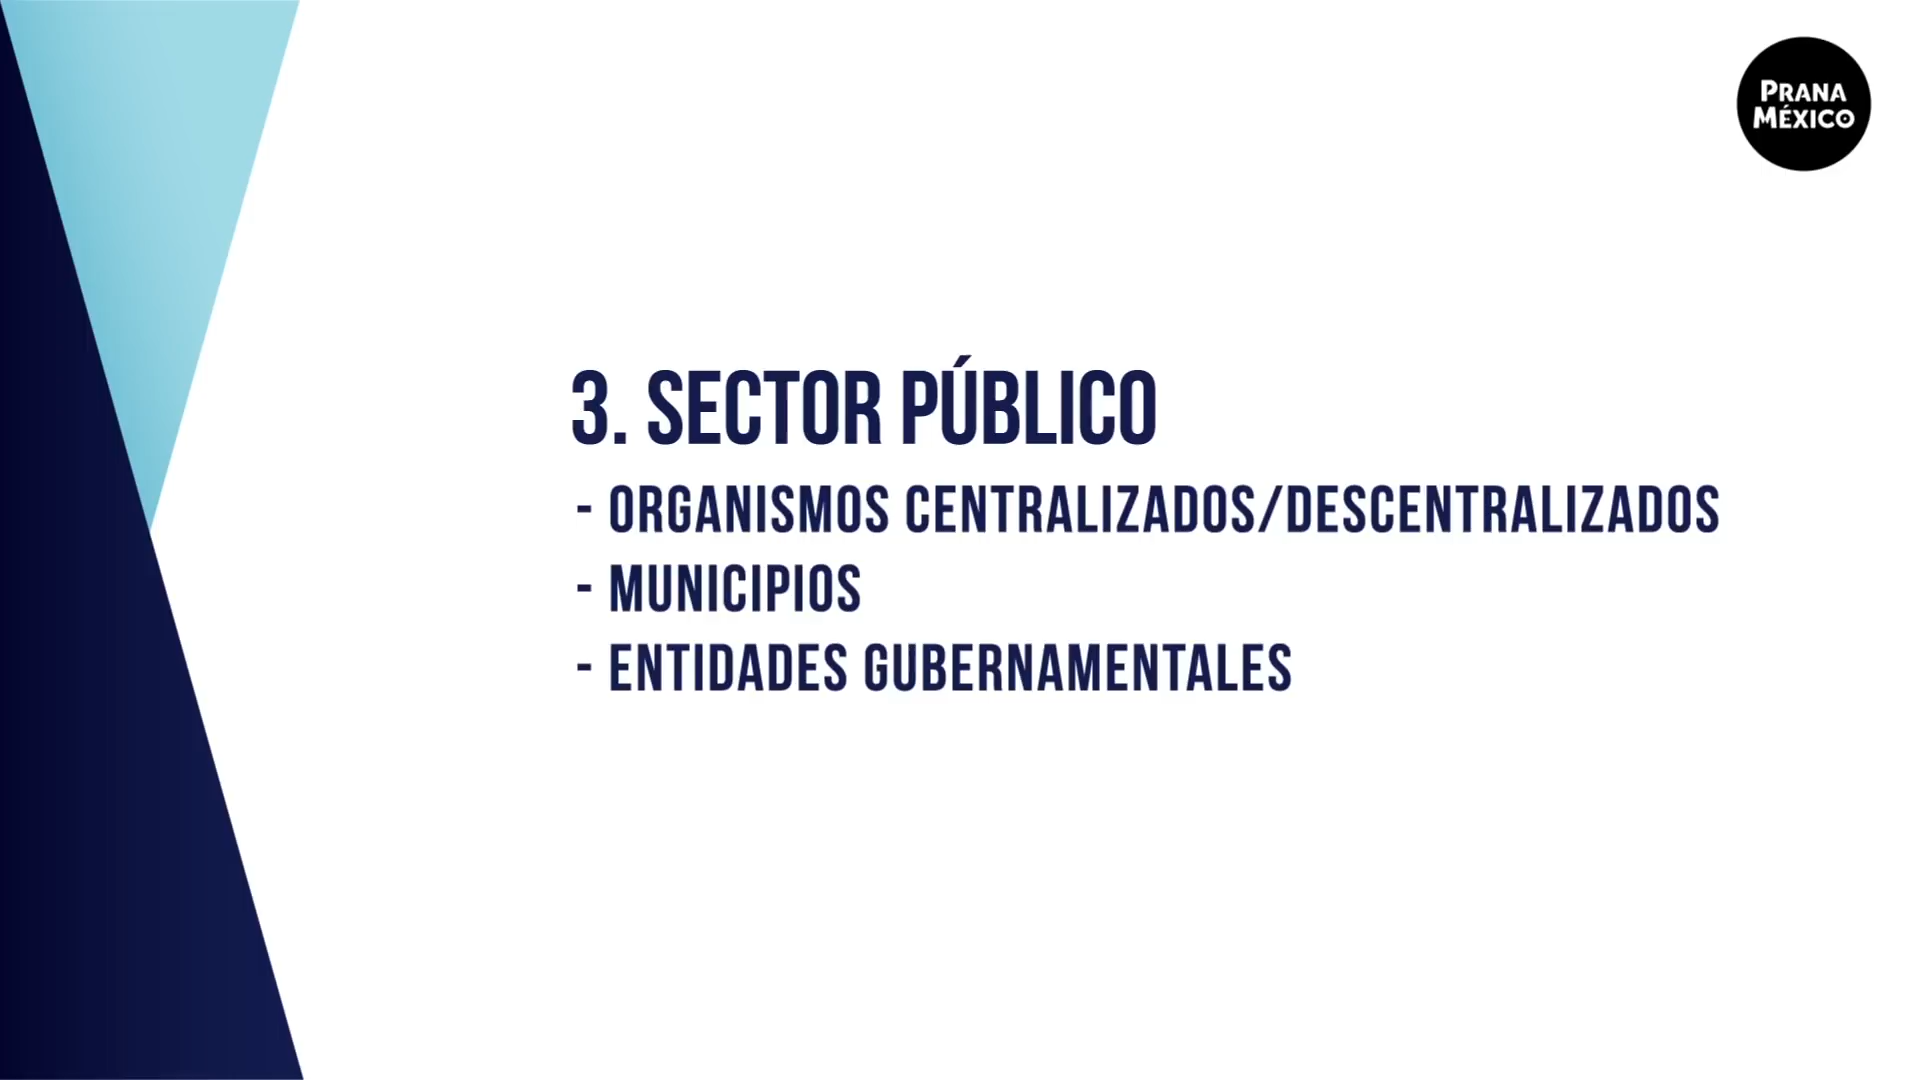 PRANA
MÉXICO
3. SECTOR PÚBLICO
- ORGANISMOS CENTRALIZADOS/DESCENTRALIZADOS
- MUNICIPIOS
- ENTIDADES GUBERNAMENTALES